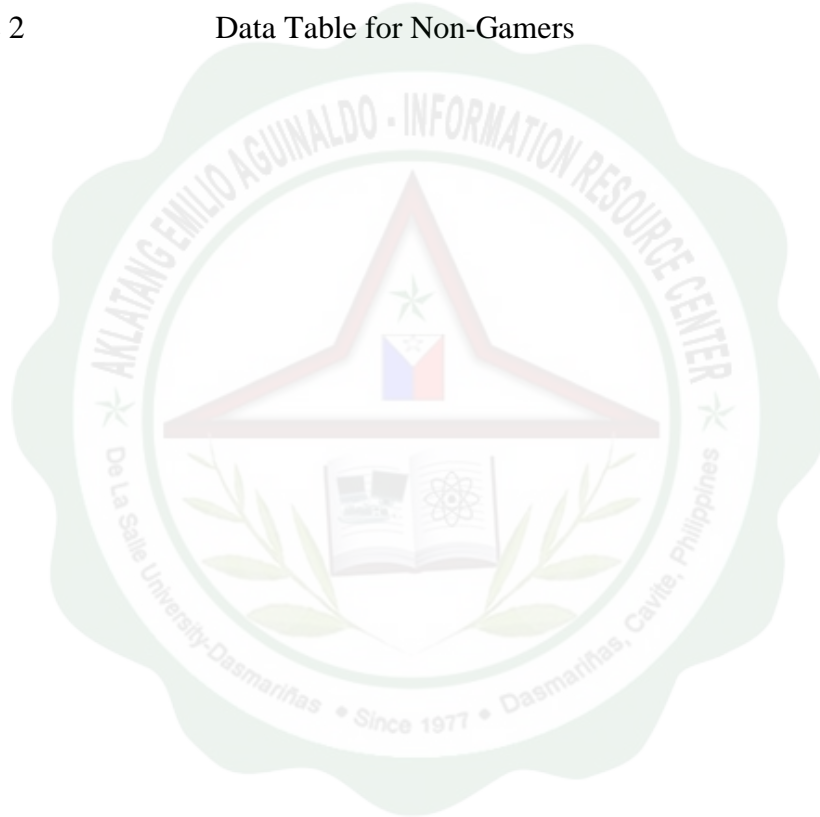 2 Data Table for Non-Gamers
AKLATANG EMILIO AGUINALDO - INFORMATION RESOURCE CENTER
De La Salle University-Dasmariñas • Since 1977 • Dasmariñas, Cavite, Philippines